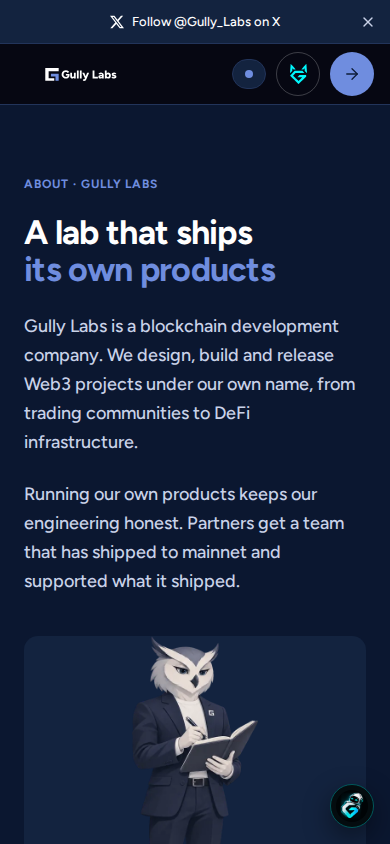 Follow @Gully_Labs on X
Gully Labs
ABOUT · GULLY LABS
A lab that ships
its own products
Gully Labs is a blockchain development
company. We design, build and release
Web3 projects under our own name, from
trading communities to DeFi
infrastructure.
Running our own products keeps our
engineering honest. Partners get a team
that has shipped to mainnet and
supported what it shipped.